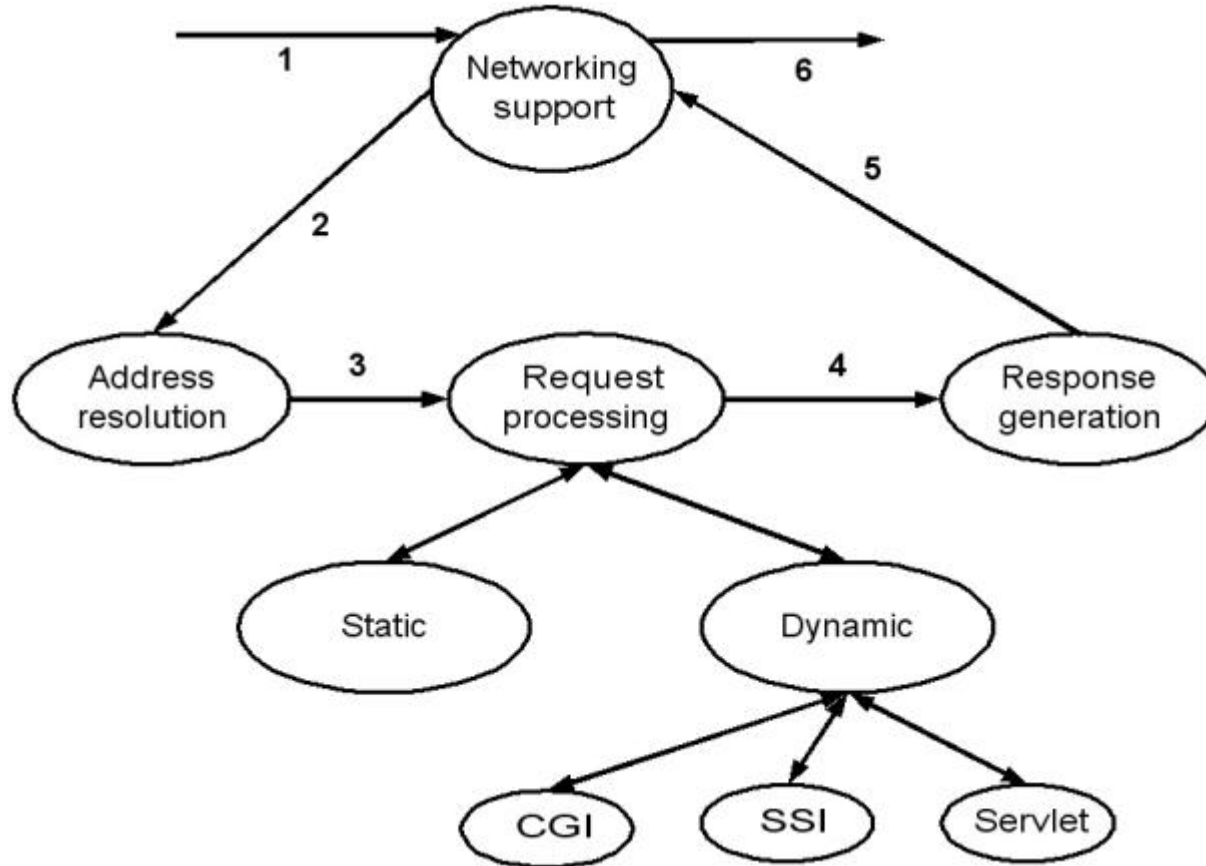 1
Networking
support
6
2
5
Address
resolution
3
Request
processing
4
Response
generation
Static
Dynamic
CGI
SSI
Servlet